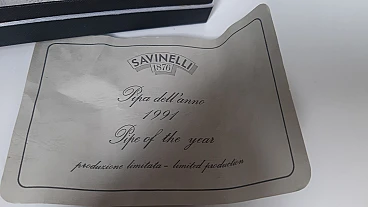 SAVINELLI
1876
Pipa dell'anno
1991
Pipe of the year
produzione limitata - limited production